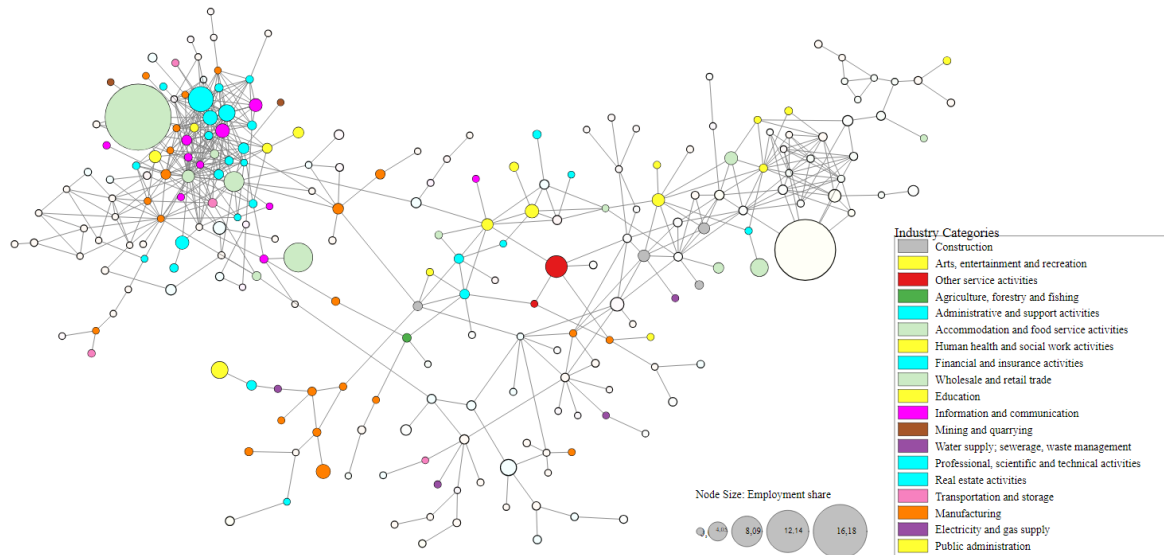 Industry Categories
Construction
Arts, entertainment and recreation
Other service activities
Agriculture, forestry and fishing
Administrative and support activities
Accommodation and food service activities
Human health and social work activities
Financial and insurance activities
Wholesale and retail trade
Education
Information and communication
Mining and quarrying
Water supply; sewerage, waste management
Professional, scientific and technical activities
Real estate activities
Transportation and storage
Manufacturing
Electricity and gas supply
Public administration
Node Size: Employment share
4,05 8,09 12,14 16,18